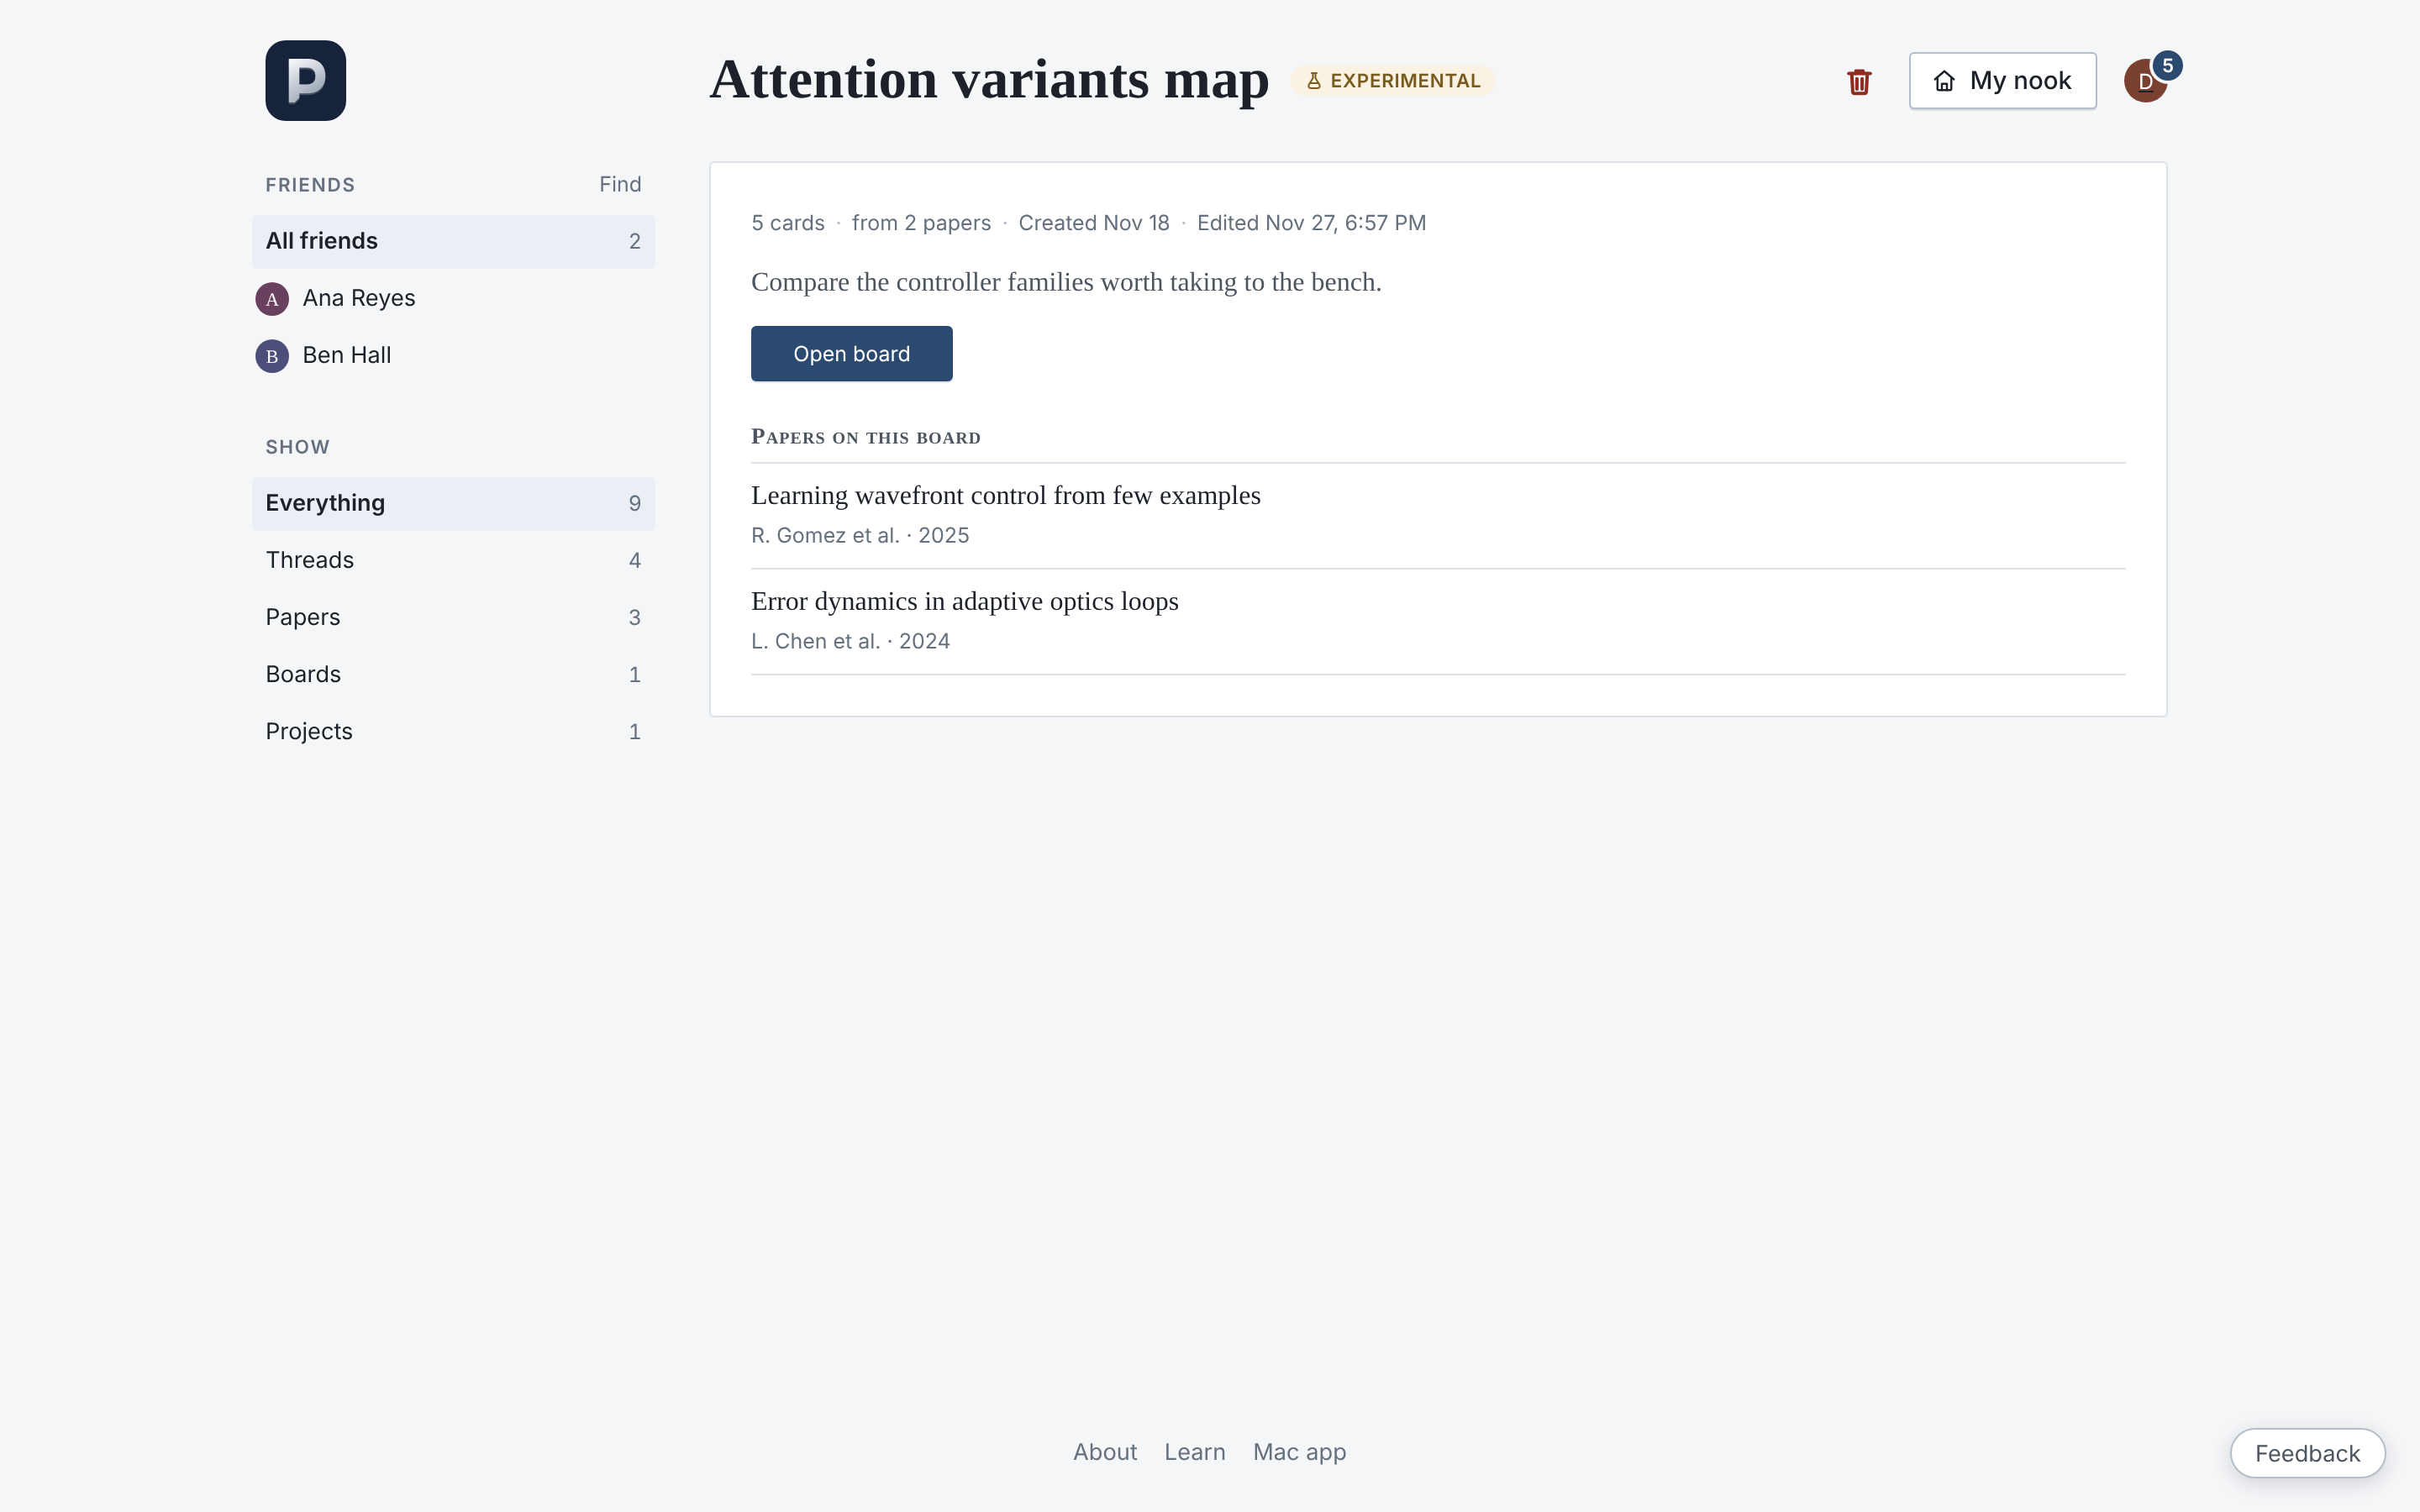 P
Attention variants map
EXPERIMENTAL
My nook
D
5
FRIENDS
Find
All friends
2
A
Ana Reyes
B
Ben Hall
SHOW
Everything
9
Threads
4
Papers
3
Boards
1
Projects
1
5 cards · from 2 papers · Created Nov 18 · Edited Nov 27, 6:57 PM
Compare the controller families worth taking to the bench.
Open board
Papers on this board
Learning wavefront control from few examples
R. Gomez et al. · 2025
Error dynamics in adaptive optics loops
L. Chen et al. · 2024
About Learn Mac app
Feedback